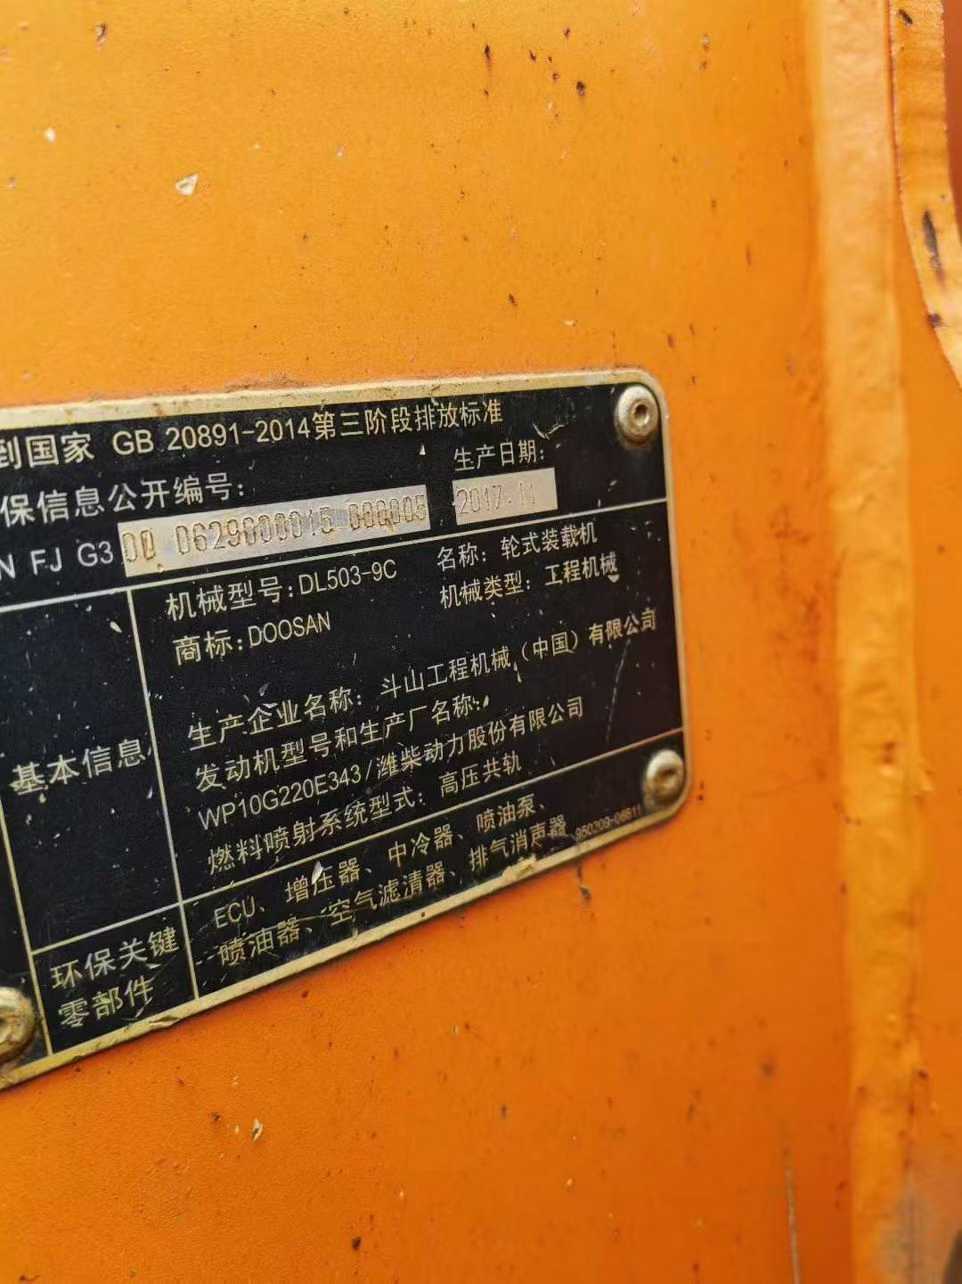 到国家 GB 20891-2014第三阶段排放标准
保信息公开编号:
生产日期:
N FJ G3 00 0629000015 000005
2017-11
机械型号:DL503-9C
名称: 轮式装载机
商标:DOOSAN
机械类型: 工程机械
生产企业名称: 斗山工程机械（中国）有限公司
发动机型号和生产厂名称:
WP10G220E343/潍柴动力股份有限公司
燃料喷射系统型式: 高压共轨
基本信息
ECU、增压器、中冷器、喷油泵、
喷油器、空气滤清器、排气消声器
环保关键
零部件